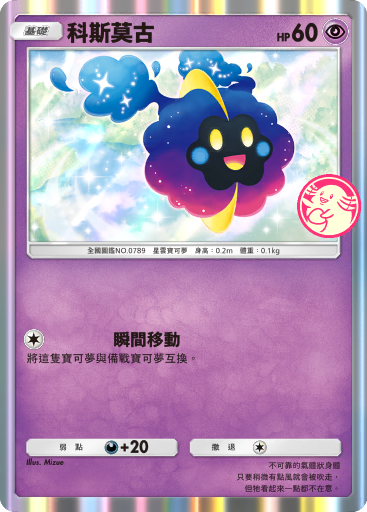 基礎 科斯莫古 HP60
全國圖鑑NO.0789 星雲寶可夢 身高：0.2m 體重：0.1kg
瞬間移動
將這隻寶可夢與備戰寶可夢互換。
弱點 +20 撤退
Illus. Mizue
不可靠的氣體狀身體
只要稍微有點風就會被吹走，
但牠看起來一點都不在意。